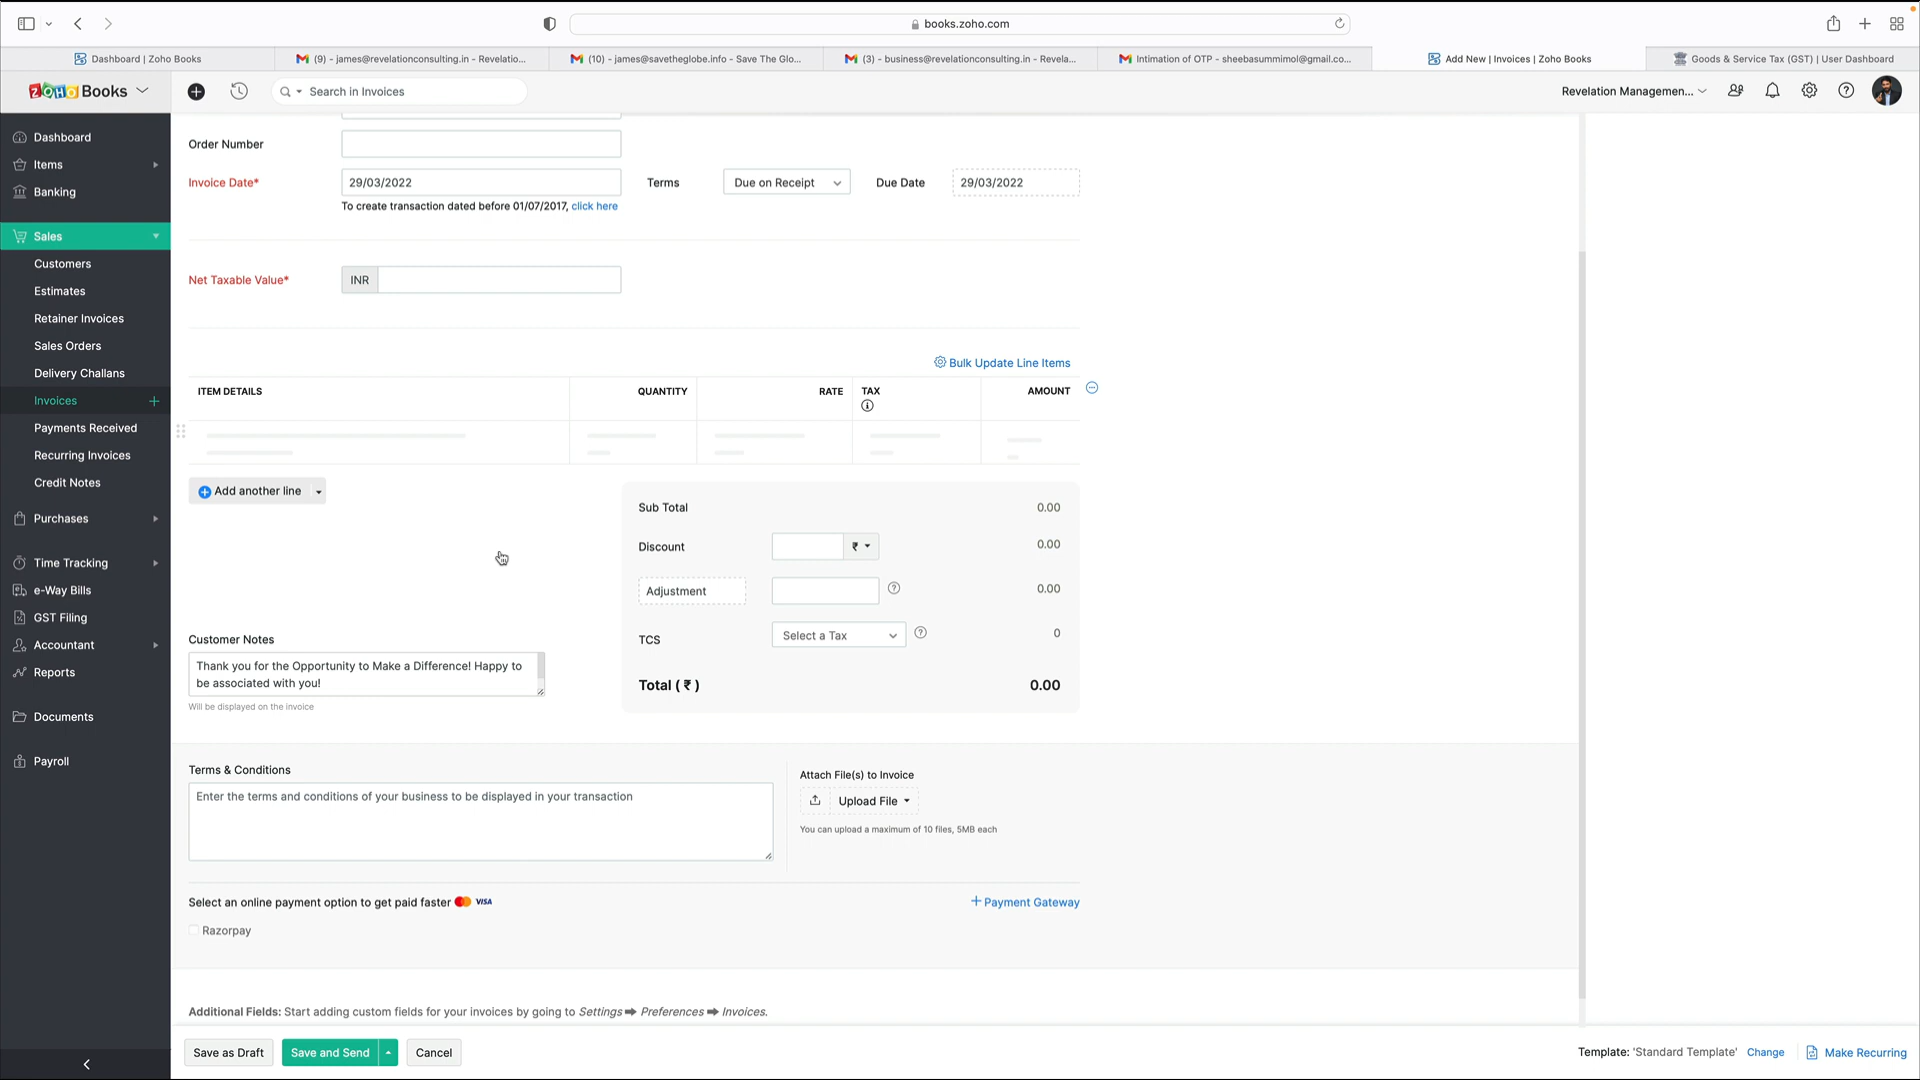 books.zoho.com
Dashboard | Zoho Books
(9) - james@revelationconsulting.in - Revelatio...
(10) - james@savetheglobe.info - Save The Glo...
(3) - business@revelationconsulting.in - Revela...
Intimation of OTP - sheebasummimol@gmail.co...
Add New | Invoices | Zoho Books
Goods & Service Tax (GST) | User Dashboard
ZOHO Books
Search in Invoices
Revelation Managemen...
Dashboard
Items
Banking
Sales
Customers
Estimates
Retainer Invoices
Sales Orders
Delivery Challans
Invoices
Payments Received
Recurring Invoices
Credit Notes
Purchases
Time Tracking
e-Way Bills
GST Filing
Accountant
Reports
Documents
Payroll
Order Number
Invoice Date* 29/03/2022 Terms Due on Receipt Due Date 29/03/2022
To create transaction dated before 01/07/2017, click here
Net Taxable Value* INR
Bulk Update Line Items
ITEM DETAILS QUANTITY RATE TAX AMOUNT
Add another line
Sub Total 0.00
Discount ₹ 0.00
Adjustment 0.00
TCS Select a Tax 0
Total ( ₹ ) 0.00
Customer Notes
Thank you for the Opportunity to Make a Difference! Happy to
be associated with you!
Will be displayed on the invoice
Terms & Conditions
Enter the terms and conditions of your business to be displayed in your transaction
Attach File(s) to Invoice
Upload File
You can upload a maximum of 10 files, 5MB each
Select an online payment option to get paid faster VISA
+ Payment Gateway
Razorpay
Additional Fields: Start adding custom fields for your invoices by going to Settings ➡ Preferences ➡ Invoices.
Save as Draft Save and Send Cancel
Template: 'Standard Template' Change Make Recurring